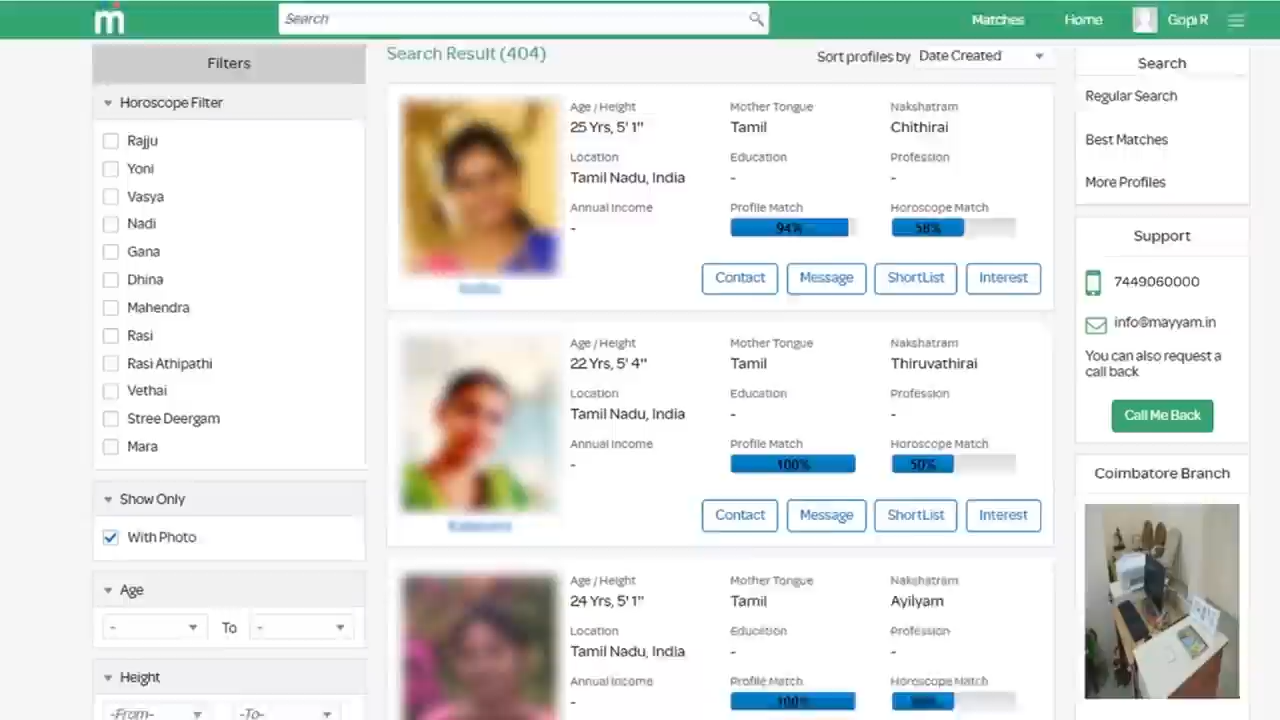 m
Search
Matches
Home
Gopi R
Filters
Horoscope Filter
Rajju
Yoni
Vasya
Nadi
Gana
Dhina
Mahendra
Rasi
Rasi Athipathi
Vethai
Stree Deergam
Mara
Show Only
With Photo
Age
-
To
-
Height
-From-
-To-
Search Result (404)
Sort profiles by
Date Created
Age / Height
Mother Tongue
Nakshatram
25 Yrs, 5' 1"
Tamil
Chithirai
Location
Education
Profession
Tamil Nadu, India
-
-
Annual Income
Profile Match
Horoscope Match
-
94%
58%
Contact
Message
ShortList
Interest
Age / Height
Mother Tongue
Nakshatram
22 Yrs, 5' 4"
Tamil
Thiruvathirai
Location
Education
Profession
Tamil Nadu, India
-
-
Annual Income
Profile Match
Horoscope Match
-
100%
50%
Contact
Message
ShortList
Interest
Age / Height
Mother Tongue
Nakshatram
24 Yrs, 5' 1"
Tamil
Ayilyam
Location
Education
Profession
Tamil Nadu, India
-
-
Annual Income
Profile Match
Horoscope Match
-
100%
Search
Regular Search
Best Matches
More Profiles
Support
7449060000
info@mayyam.in
You can also request a
call back
Call Me Back
Coimbatore Branch